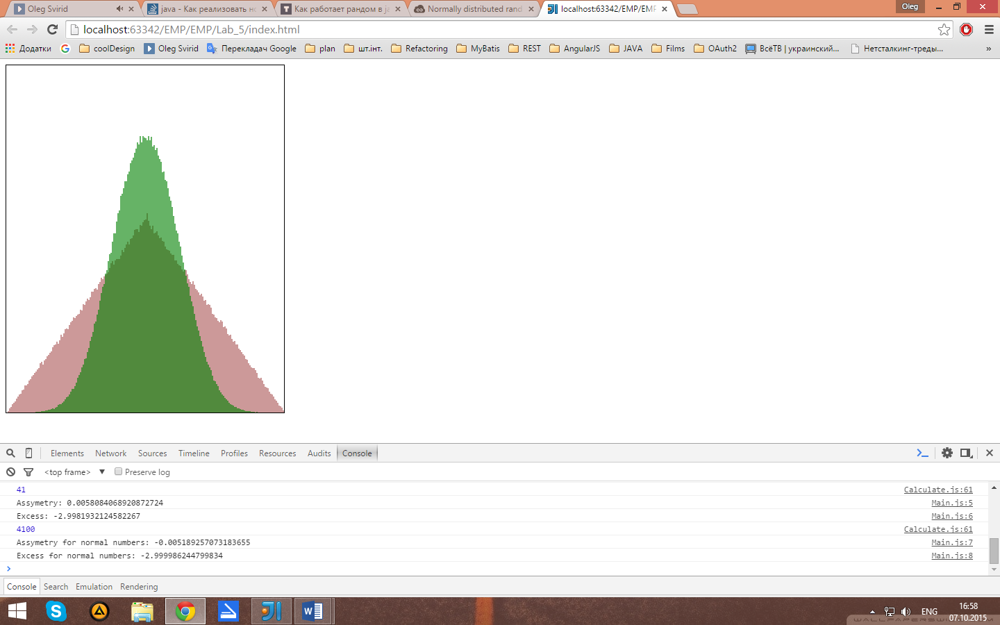 Oleg Svirid
java - Как реализовать но
Как работает рандом в ja
Normally distributed rand
localhost:63342/EMP/EMP
Oleg
localhost:63342/EMP/EMP/Lab_5/index.html
Додатки
G
coolDesign
Oleg Svirid
Перекладач Google
plan
шт.інт.
Refactoring
MyBatis
REST
AngularJS
JAVA
Films
OAuth2
ВсёТВ | украинский...
Нетсталкинг-треды...
»
Elements Network Sources Timeline Profiles Resources Audits Console
<top frame> Preserve log
41 Calculate.js:61
Assymetry: 0.0058084068920872724 Main.js:5
Excess: -2.9981932124582267 Main.js:6
4100 Calculate.js:61
Assymetry for normal numbers: -0.005189257073183655 Main.js:7
Excess for normal numbers: -2.999986244799834 Main.js:8
Console Search Emulation Rendering
ENG
16:58
07.10.2015